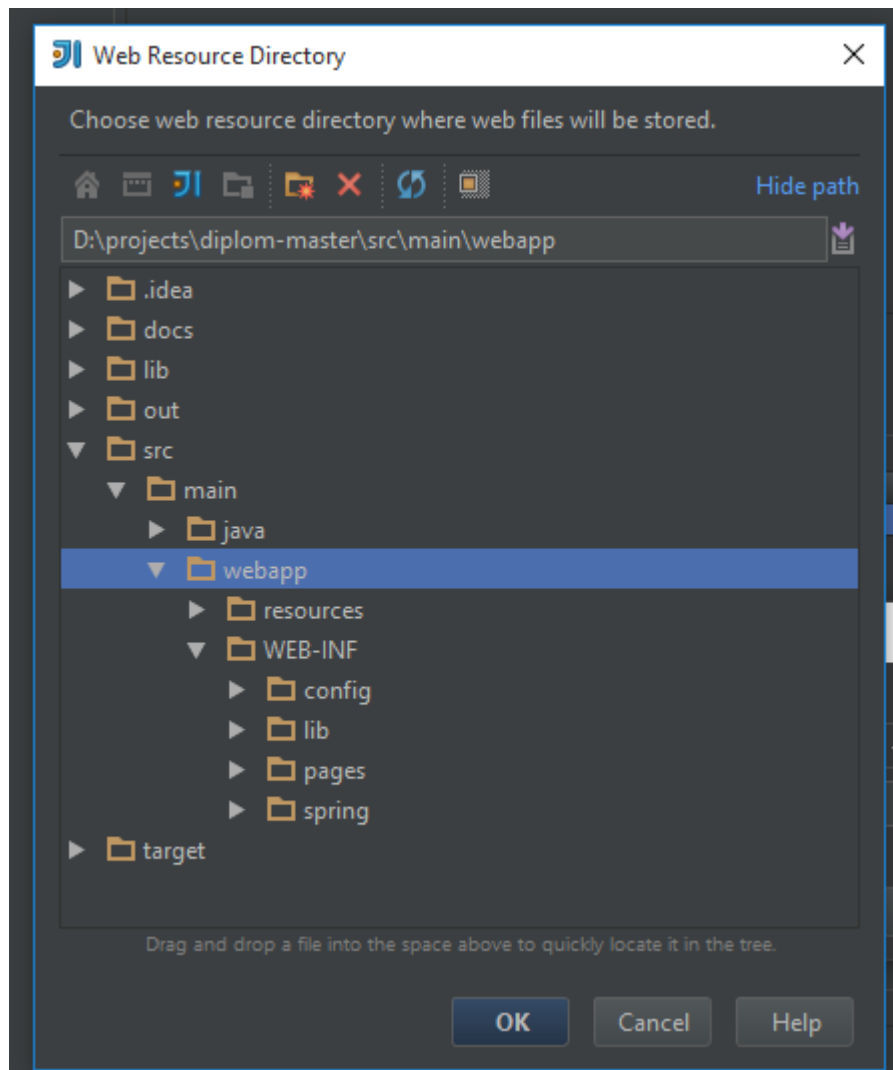 Web Resource Directory
Choose web resource directory where web files will be stored.
Hide path
D:\projects\diplom-master\src\main\webapp
.idea
docs
lib
out
src
main
java
webapp
resources
WEB-INF
config
lib
pages
spring
target
Drag and drop a file into the space above to quickly locate it in the tree.
OK Cancel Help